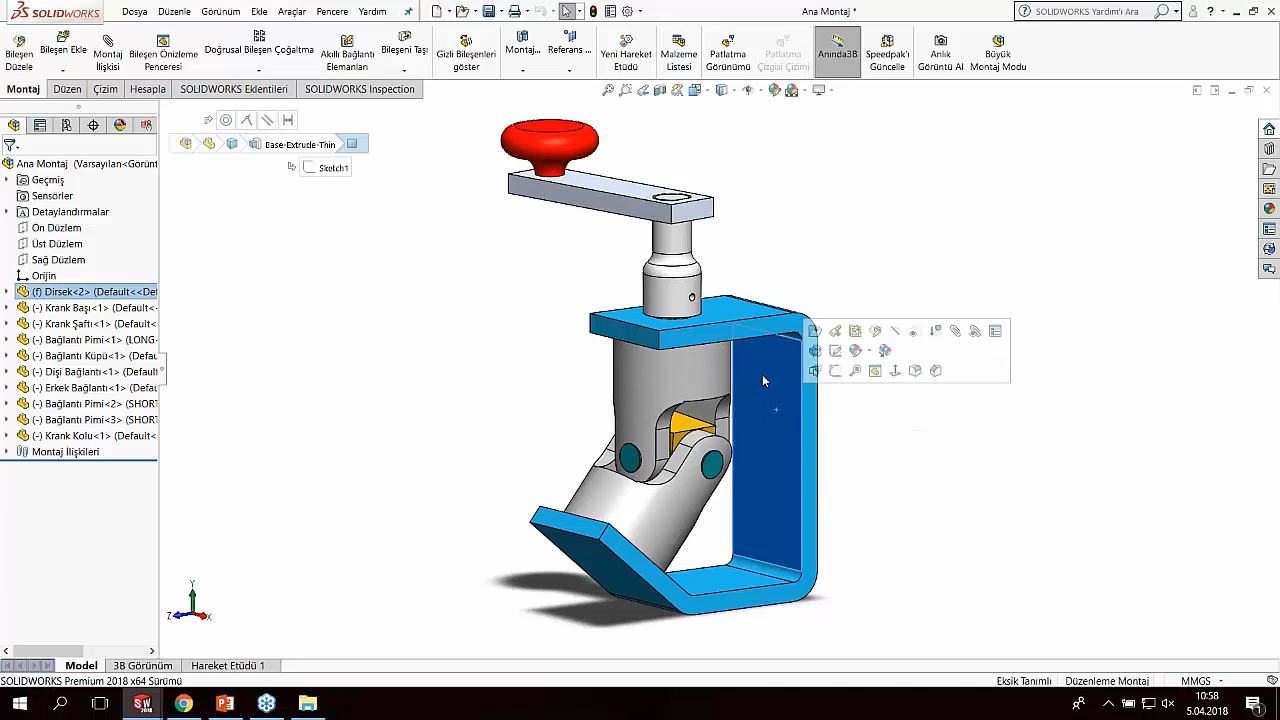 SOLIDWORKS
Dosya Düzenle Görünüm Ekle Araçlar Pencere Yardım
Ana Montaj *
SOLIDWORKS Yardım'ı Ara
Bileşen Düzele
Bileşen Ekle
Montaj İlişkisi
Bileşen Önizleme Penceresi
Doğrusal Bileşen Çoğaltma
Akıllı Bağlantı Elemanları
Bileşeni Taşı
Gizli Bileşenleri göster
Montaj...
Referans ...
Yeni Hareket Etüdü
Malzeme Listesi
Patlatma Görünümü
Patlatma Çizgisi Çizimi
Anında3B
Speedpak'ı Güncelle
Anlık Görüntü Al
Büyük Montaj Modu
Montaj Düzen Çizim Hesapla SOLIDWORKS Eklentileri SOLIDWORKS Inspection
Base-Extrude-Thin
Sketch1
Ana Montaj (Varsayılan<Görünt
Geçmiş
Sensörler
Detaylandırmalar
Ön Düzlem
Üst Düzlem
Sağ Düzlem
Orijin
(f) Dirsek<2> (Default<<Def
(-) Krank Başı<1> (Default<
(-) Krank Şaftı<1> (Default<
(-) Bağlantı Pimi<1> (LONG-
(-) Bağlantı Küpü<1> (Defau
(-) Dişi Bağlantı<1> (Defaul
(-) Erkek Bağlantı<1> (Defau
(-) Bağlantı Pimi<2> (SHORT
(-) Bağlantı Pimi<3> (SHORT
(-) Krank Kolu<1> (Default<
Montaj İlişkileri
Y
Z X
Model 3B Görünüm Hareket Etüdü 1
SOLIDWORKS Premium 2018 x64 Sürümü
Eksik Tanımlı Düzenleme Montaj MMGS
10:58
5.04.2018